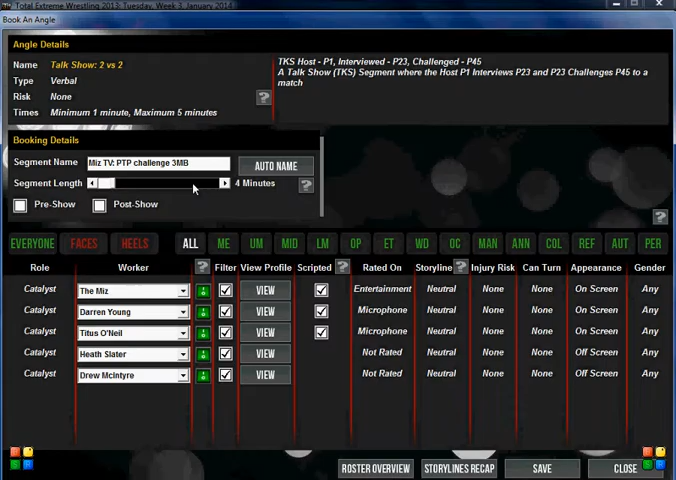 Total Extreme Wrestling 2013: Tuesday, Week 3, January 2014
Book An Angle
Angle Details
Name Talk Show: 2 vs 2
Type Verbal
Risk None
Times Minimum 1 minute, Maximum 5 minutes
TKS Host - P1, Interviewed - P23, Challenged - P45
A Talk Show (TKS) Segment where the Host P1 Interviews P23 and P23 Challenges P45 to a
match
Booking Details
Segment Name Miz TV: PTP challenge 3MB AUTO NAME
Segment Length 4 Minutes
Pre-Show Post-Show
EVERYONE FACES HEELS ALL ME UM MID LM OP ET WD OC MAN ANN COL REF AUT PER
Role Worker Filter View Profile Scripted Rated On Storyline Injury Risk Can Turn Appearance Gender
Catalyst The Miz VIEW Entertainment Neutral None None On Screen Any
Catalyst Darren Young VIEW Microphone Neutral None None On Screen Any
Catalyst Titus O'Neil VIEW Microphone Neutral None None On Screen Any
Catalyst Heath Slater VIEW Not Rated Neutral None None Off Screen Any
Catalyst Drew McIntyre VIEW Not Rated Neutral None None Off Screen Any
ROSTER OVERVIEW STORYLINES RECAP SAVE CLOSE